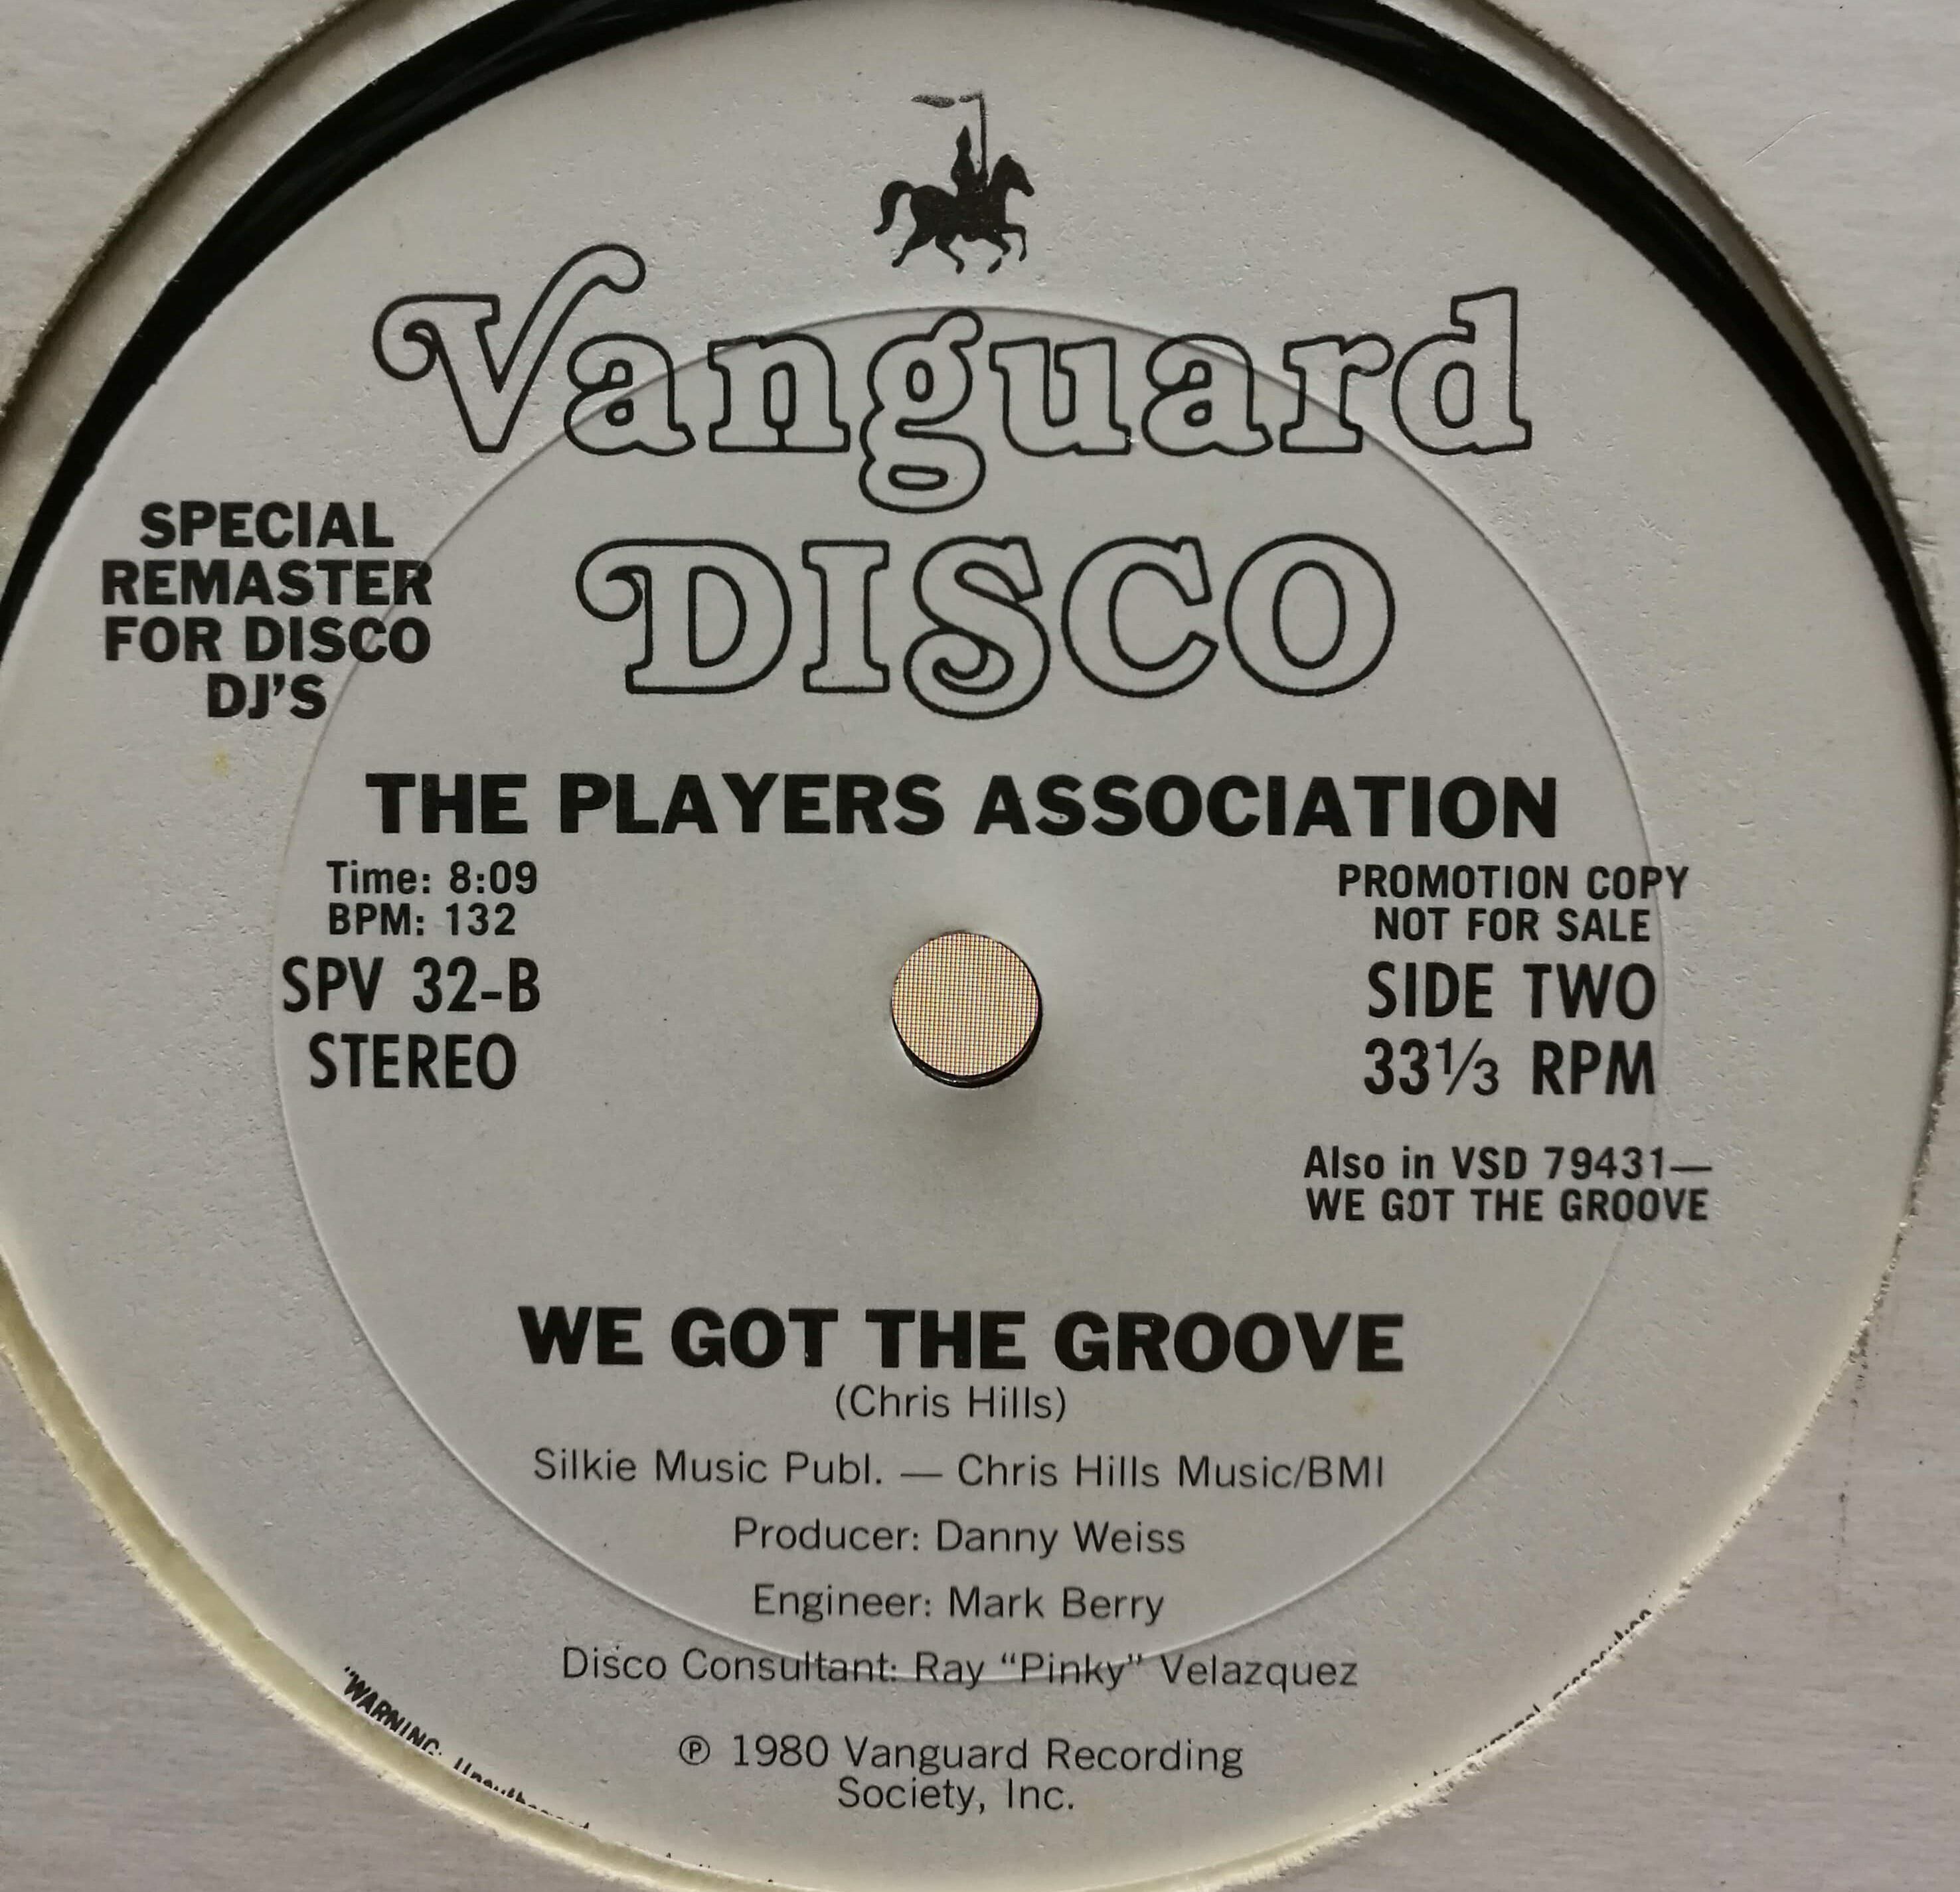 Vanguard
DISCO
SPECIAL
REMASTER
FOR DISCO
DJ'S
THE PLAYERS ASSOCIATION
Time: 8:09
BPM: 132
SPV 32-B
STEREO
PROMOTION COPY
NOT FOR SALE
SIDE TWO
33⅓ RPM
Also in VSD 79431—
WE GOT THE GROOVE
WE GOT THE GROOVE
(Chris Hills)
Silkie Music Publ. — Chris Hills Music/BMI
Producer: Danny Weiss
Engineer: Mark Berry
Disco Consultant: Ray “Pinky” Velazquez
℗ 1980 Vanguard Recording
Society, Inc.
"WARNING: